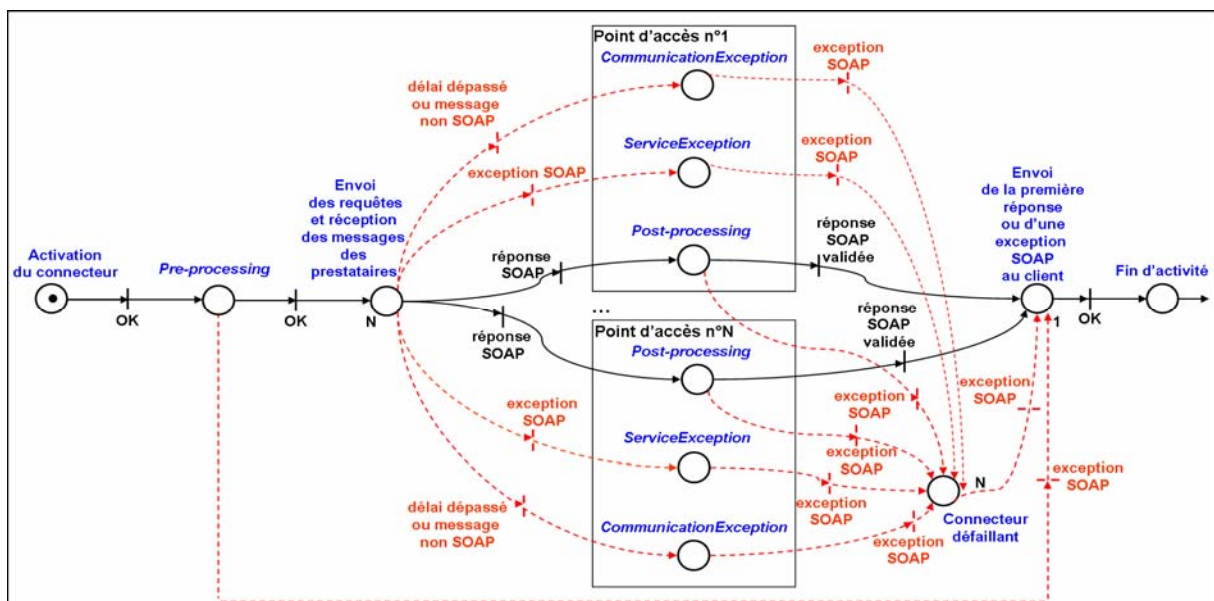 Point d'accès n°1
CommunicationException
exception
SOAP
délai dépassé
ou message
non SOAP
ServiceException
exception
SOAP
exception SOAP
Envoi
des requêtes
et réception
des messages
des
prestataires
Envoi
de la première
réponse
ou d'une
exception
SOAP
au client
Post-processing
réponse
SOAP
validée
Activation
du connecteur
Pre-processing
réponse
SOAP
Fin d'activité
OK
OK
N
1
OK
...
réponse
SOAP
Point d'accès n°N
réponse
SOAP
validée
Post-processing
exception
SOAP
exception
SOAP
exception
SOAP
ServiceException
exception
SOAP
N
exception
SOAP
exception
SOAP
délai dépassé
ou message
non SOAP
CommunicationException
Connecteur
défaillant
exception
SOAP